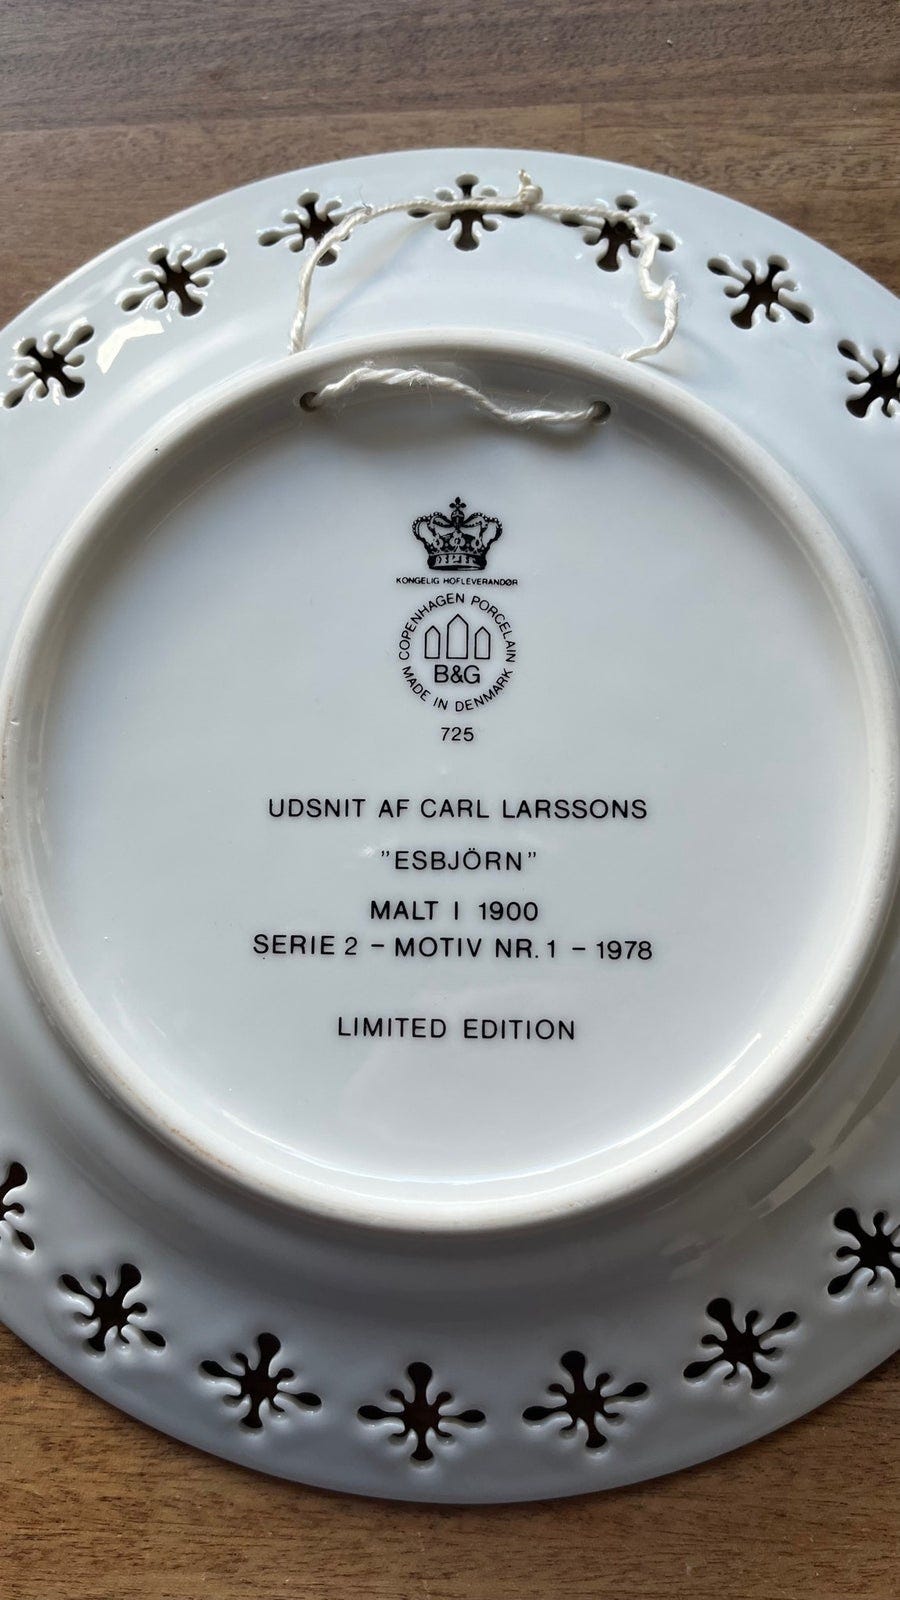 KONGELIG HOFLEVERANDØR
COPENHAGEN PORCELAIN
B&G
MADE IN DENMARK
725
UDSNIT AF CARL LARSSONS
"ESBJÖRN"
MALT I 1900
SERIE 2 - MOTIV NR. 1 - 1978
LIMITED EDITION